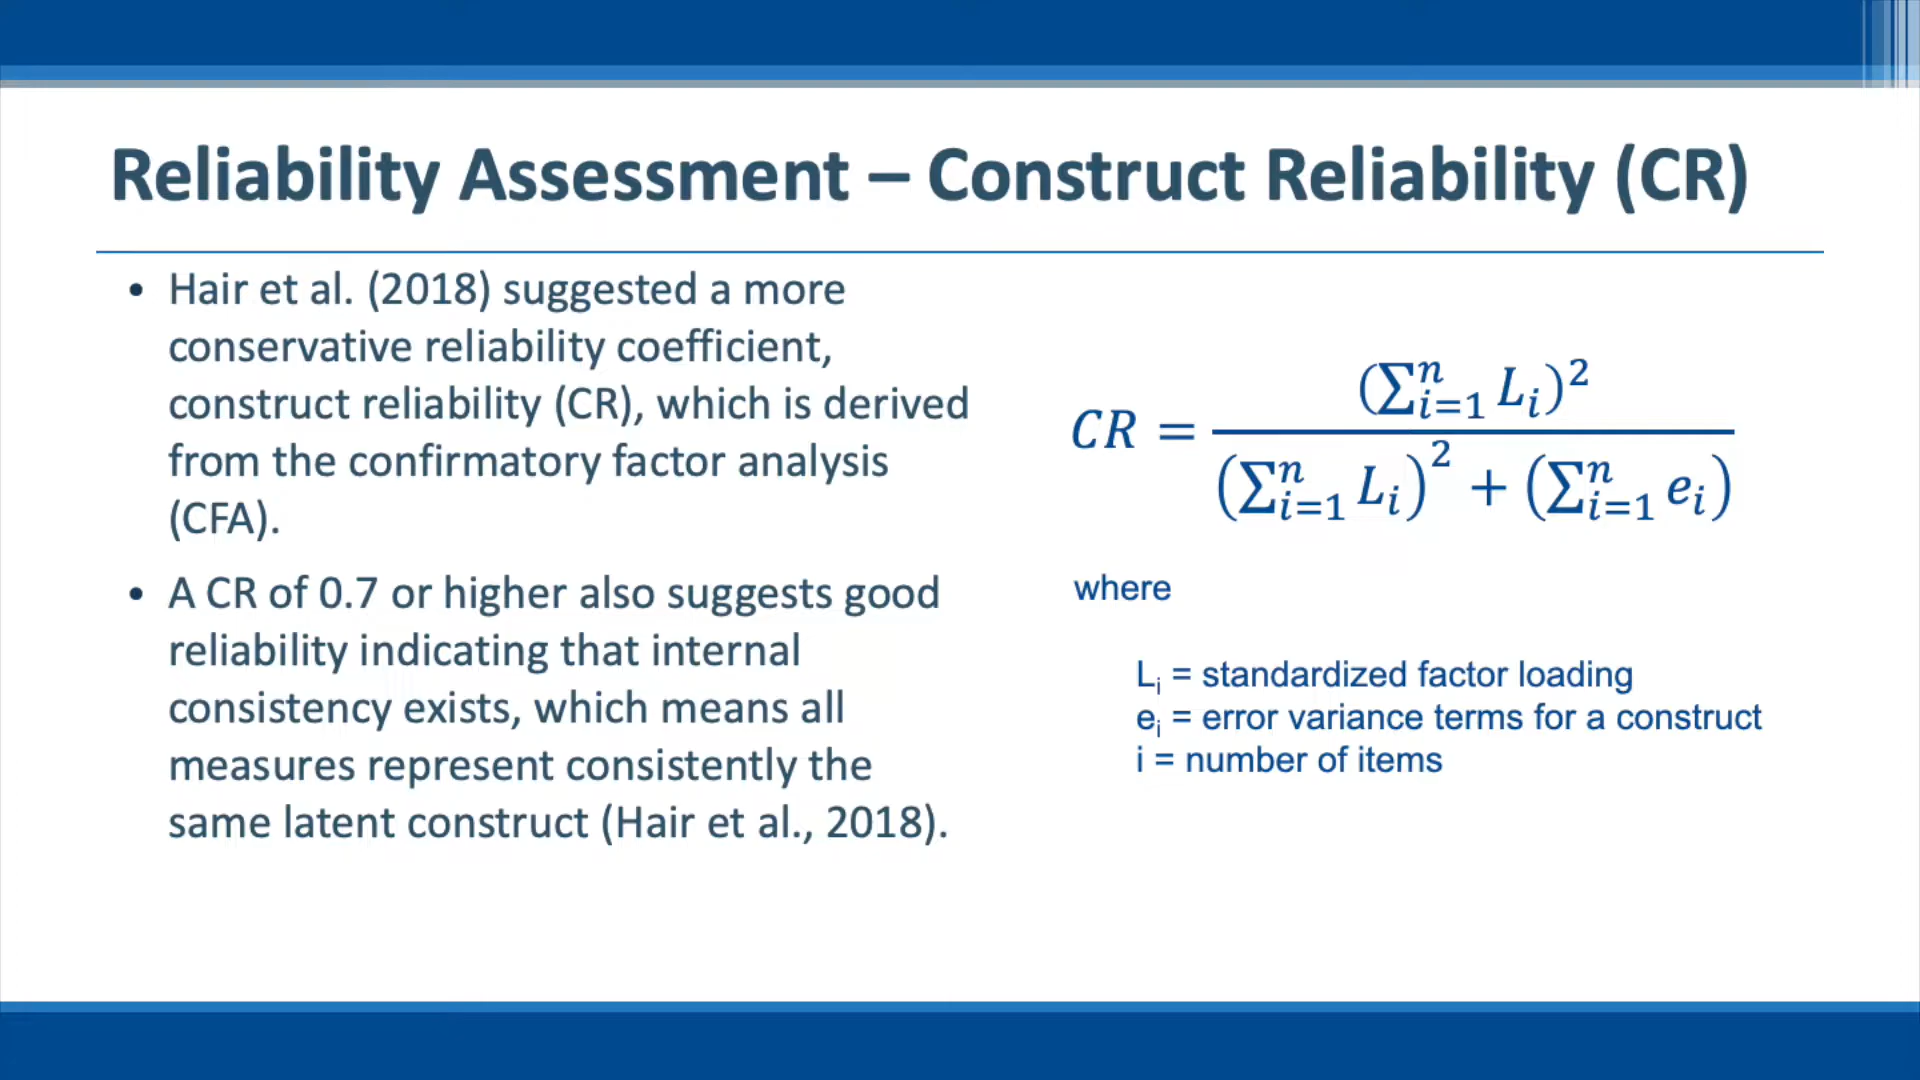 Reliability Assessment – Construct Reliability (CR)
• Hair et al. (2018) suggested a more
conservative reliability coefficient,
construct reliability (CR), which is derived
from the confirmatory factor analysis
(CFA).
• A CR of 0.7 or higher also suggests good
reliability indicating that internal
consistency exists, which means all
measures represent consistently the
same latent construct (Hair et al., 2018).
CR = (∑ⁿᵢ₌₁ Lᵢ)² / (∑ⁿᵢ₌₁ Lᵢ)² + (∑ⁿᵢ₌₁ eᵢ)
where
Lᵢ = standardized factor loading
eᵢ = error variance terms for a construct
i = number of items